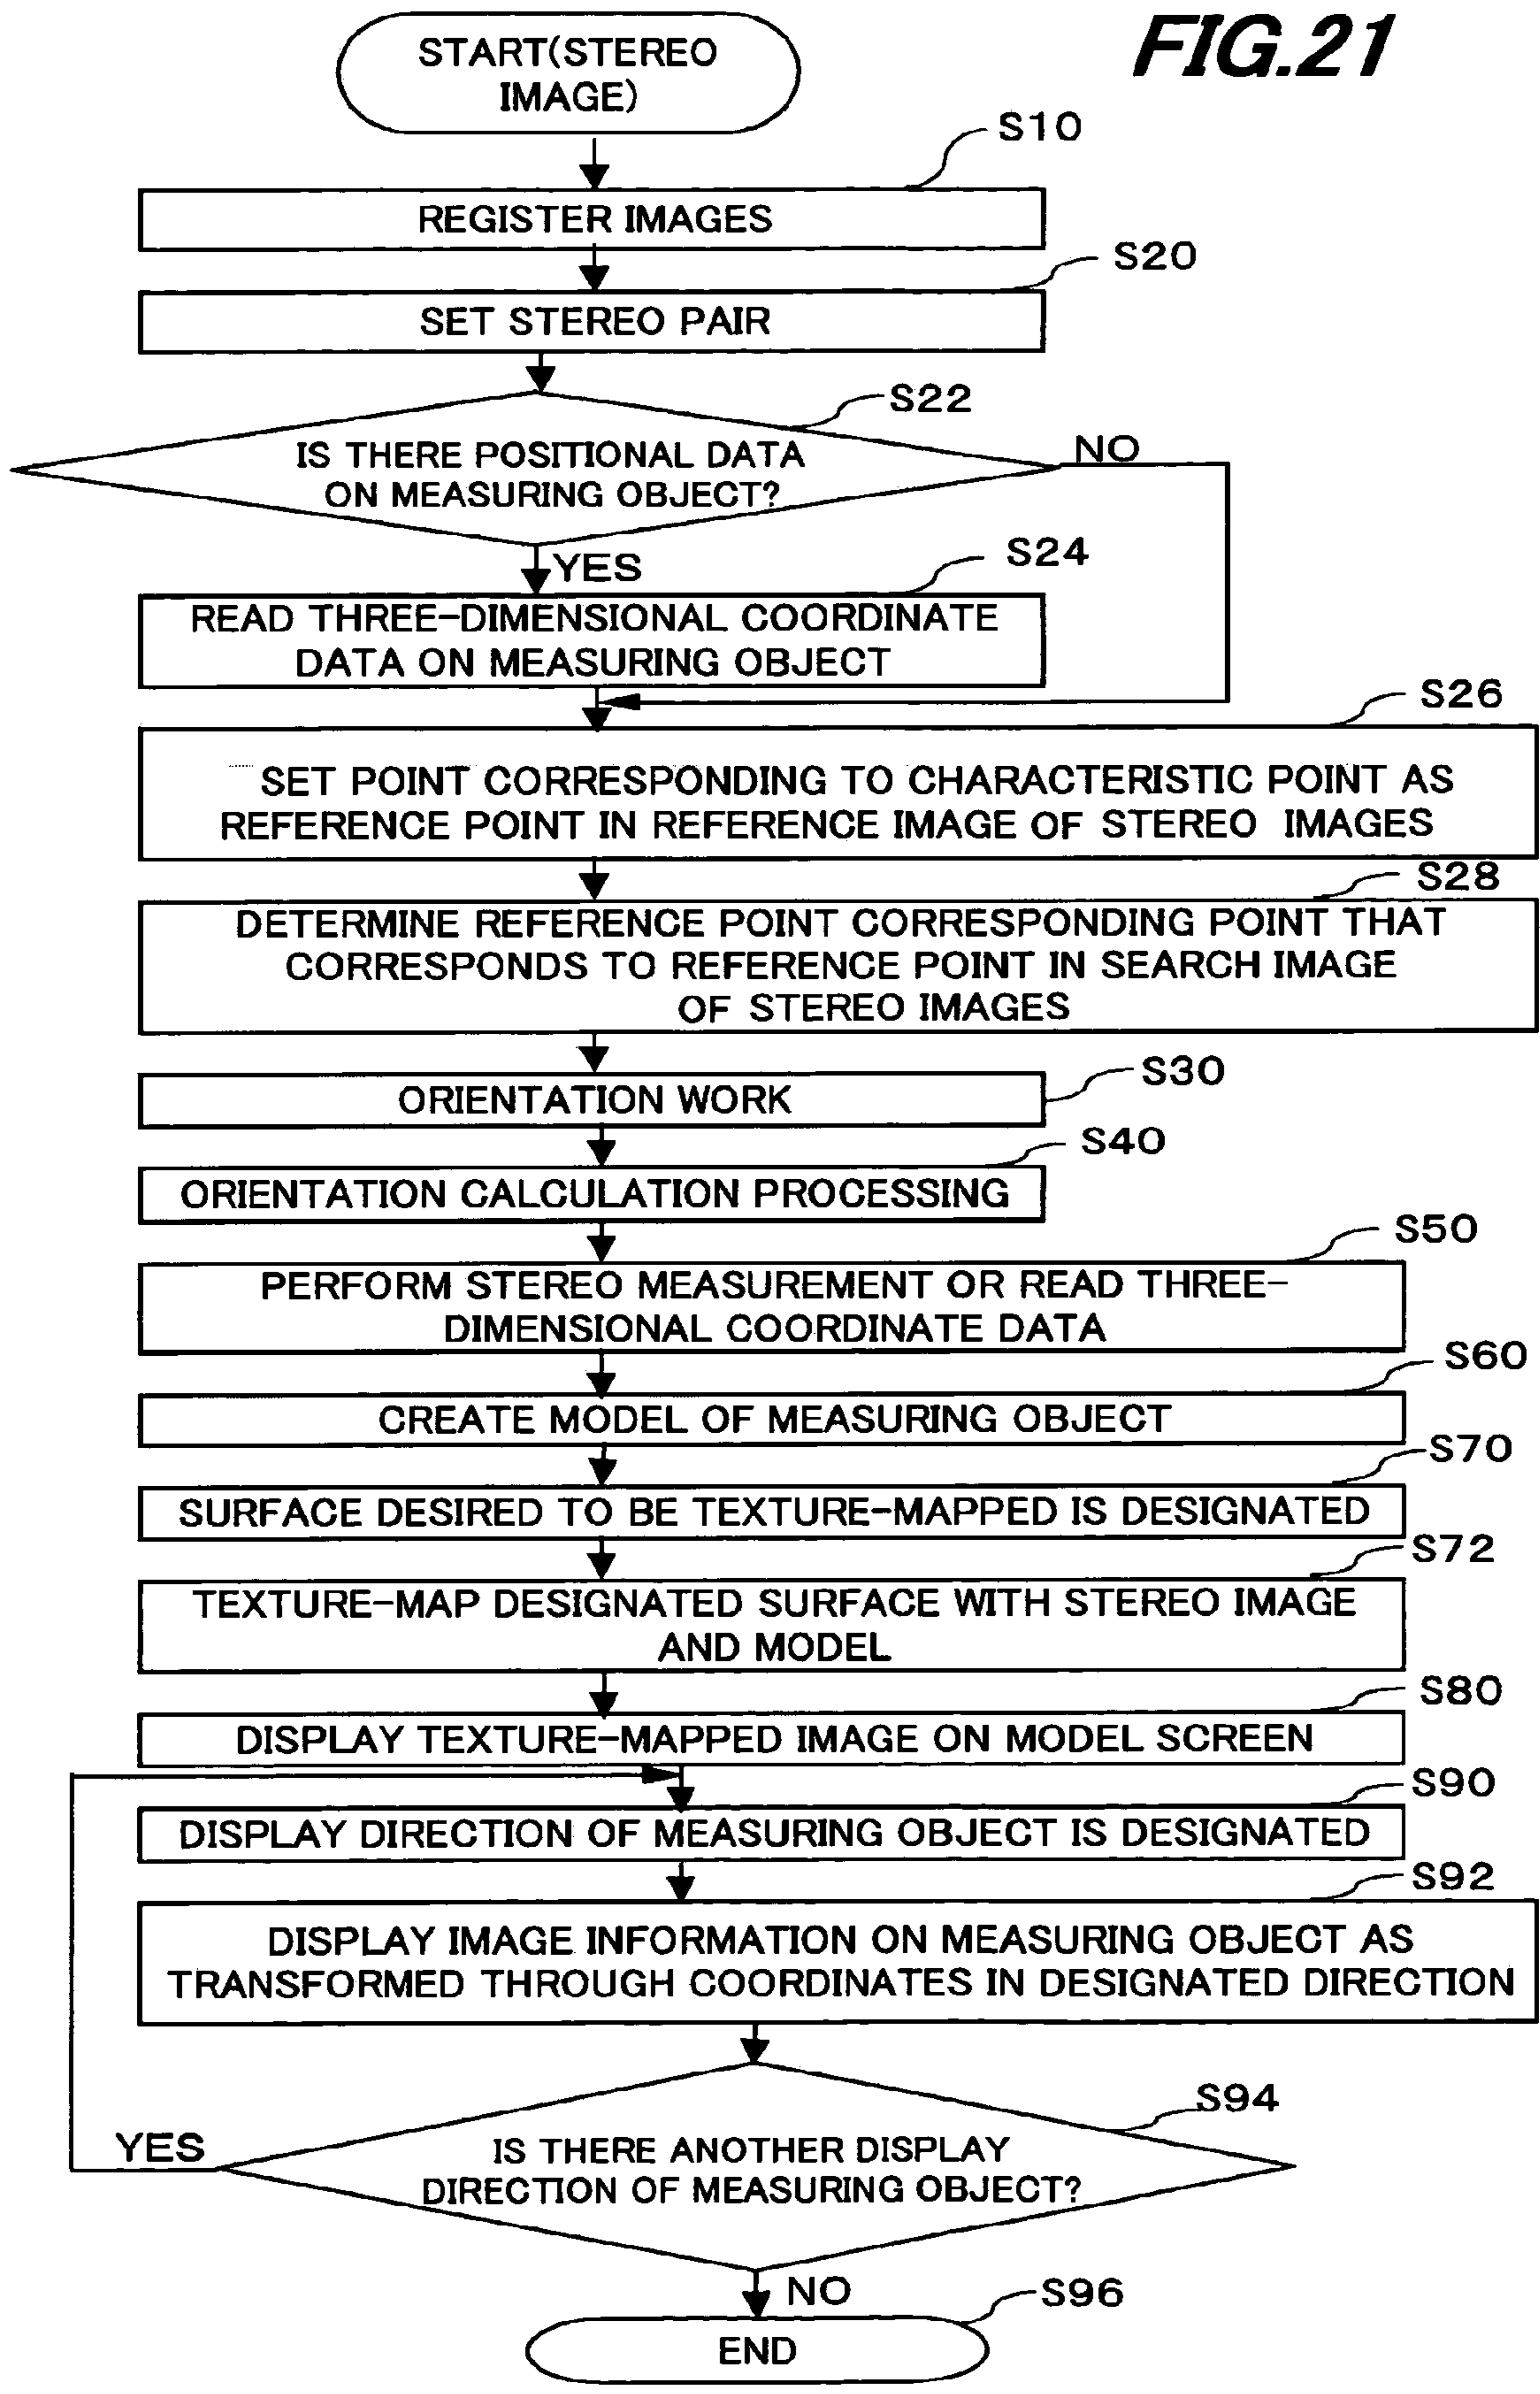 FIG.21
START(STEREO
IMAGE)
S10
REGISTER IMAGES
S20
SET STEREO PAIR
S22
IS THERE POSITIONAL DATA
ON MEASURING OBJECT?
NO
YES
S24
READ THREE-DIMENSIONAL COORDINATE
DATA ON MEASURING OBJECT
S26
SET POINT CORRESPONDING TO CHARACTERISTIC POINT AS
REFERENCE POINT IN REFERENCE IMAGE OF STEREO IMAGES
S28
DETERMINE REFERENCE POINT CORRESPONDING POINT THAT
CORRESPONDS TO REFERENCE POINT IN SEARCH IMAGE
OF STEREO IMAGES
S30
ORIENTATION WORK
S40
ORIENTATION CALCULATION PROCESSING
S50
PERFORM STEREO MEASUREMENT OR READ THREE-
DIMENSIONAL COORDINATE DATA
S60
CREATE MODEL OF MEASURING OBJECT
S70
SURFACE DESIRED TO BE TEXTURE-MAPPED IS DESIGNATED
S72
TEXTURE-MAP DESIGNATED SURFACE WITH STEREO IMAGE
AND MODEL
S80
DISPLAY TEXTURE-MAPPED IMAGE ON MODEL SCREEN
S90
DISPLAY DIRECTION OF MEASURING OBJECT IS DESIGNATED
S92
DISPLAY IMAGE INFORMATION ON MEASURING OBJECT AS
TRANSFORMED THROUGH COORDINATES IN DESIGNATED DIRECTION
S94
YES
IS THERE ANOTHER DISPLAY
DIRECTION OF MEASURING OBJECT?
NO
S96
END